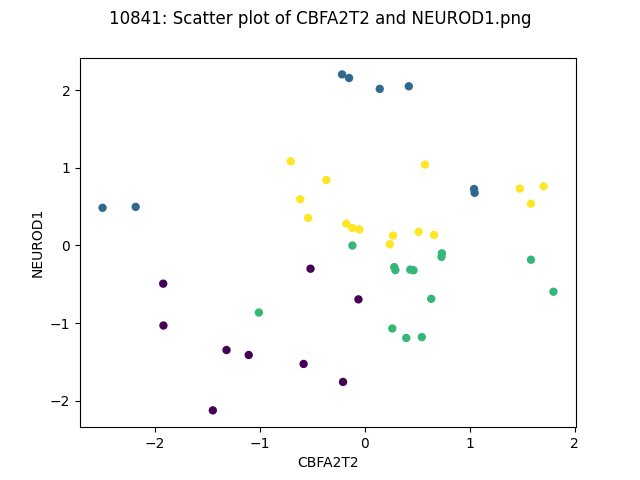 10841: Scatter plot of CBFA2T2 and NEUROD1.png
2
1
0
−1
−2
NEUROD1
−2 −1 0 1 2
CBFA2T2